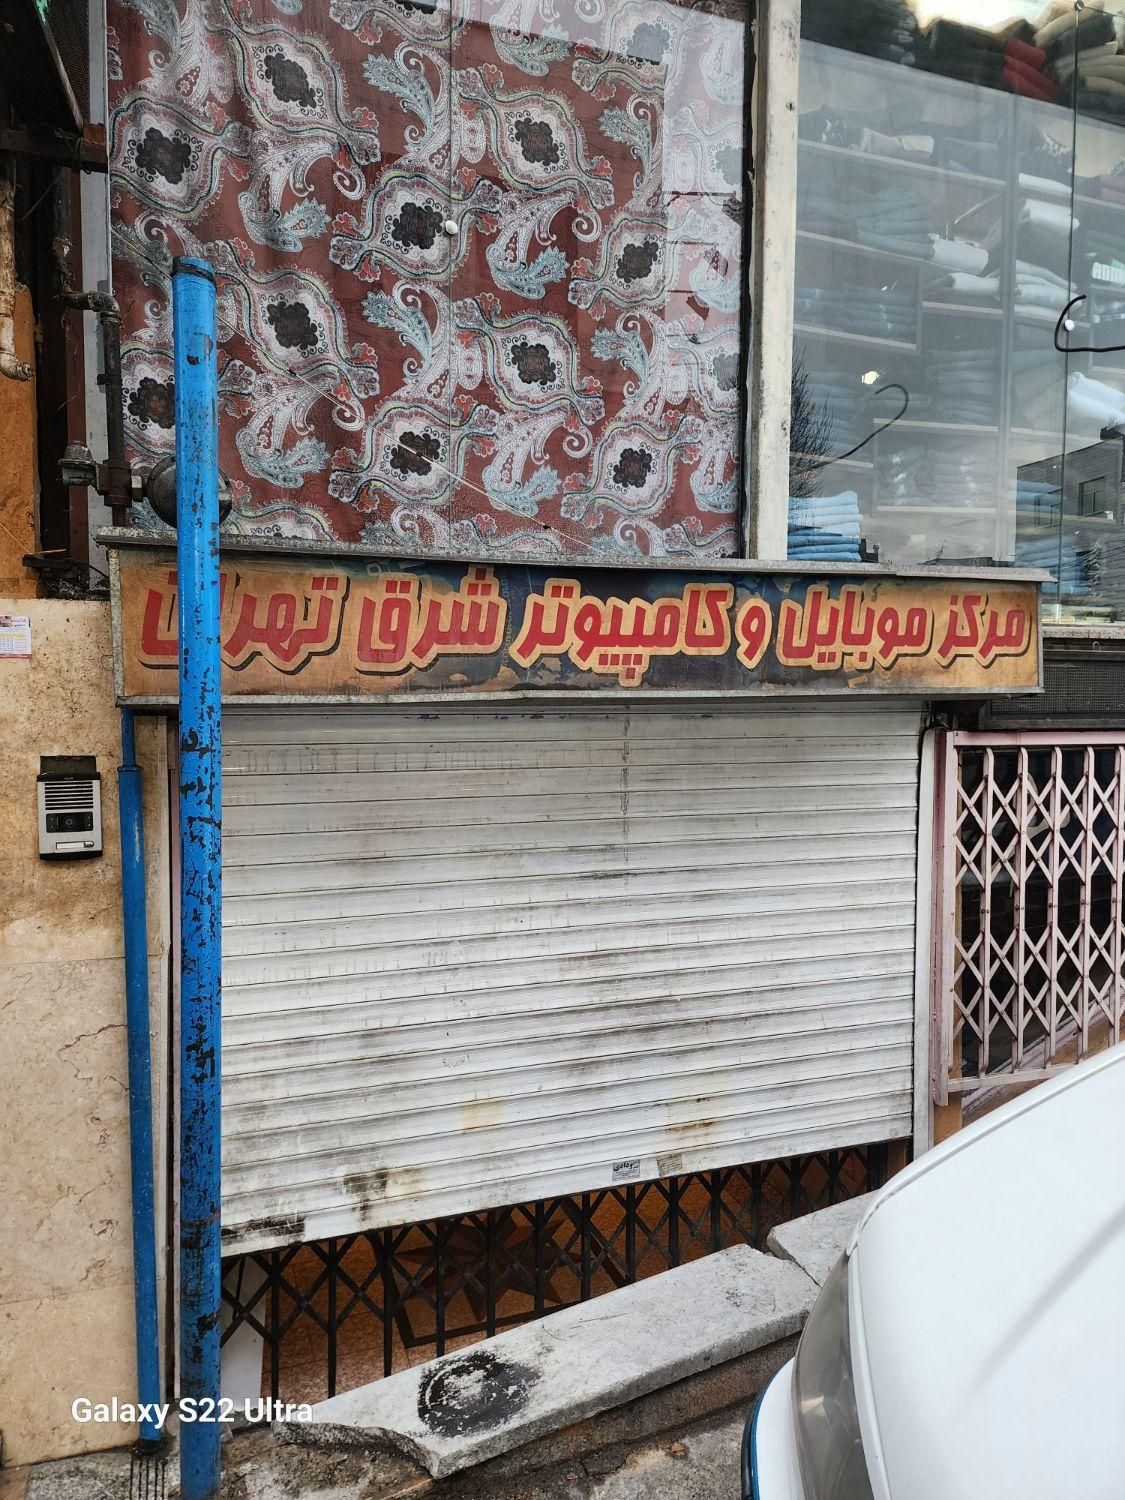 مرکز موبایل و کامپیوتر شرق تهران
Galaxy S22 Ultra